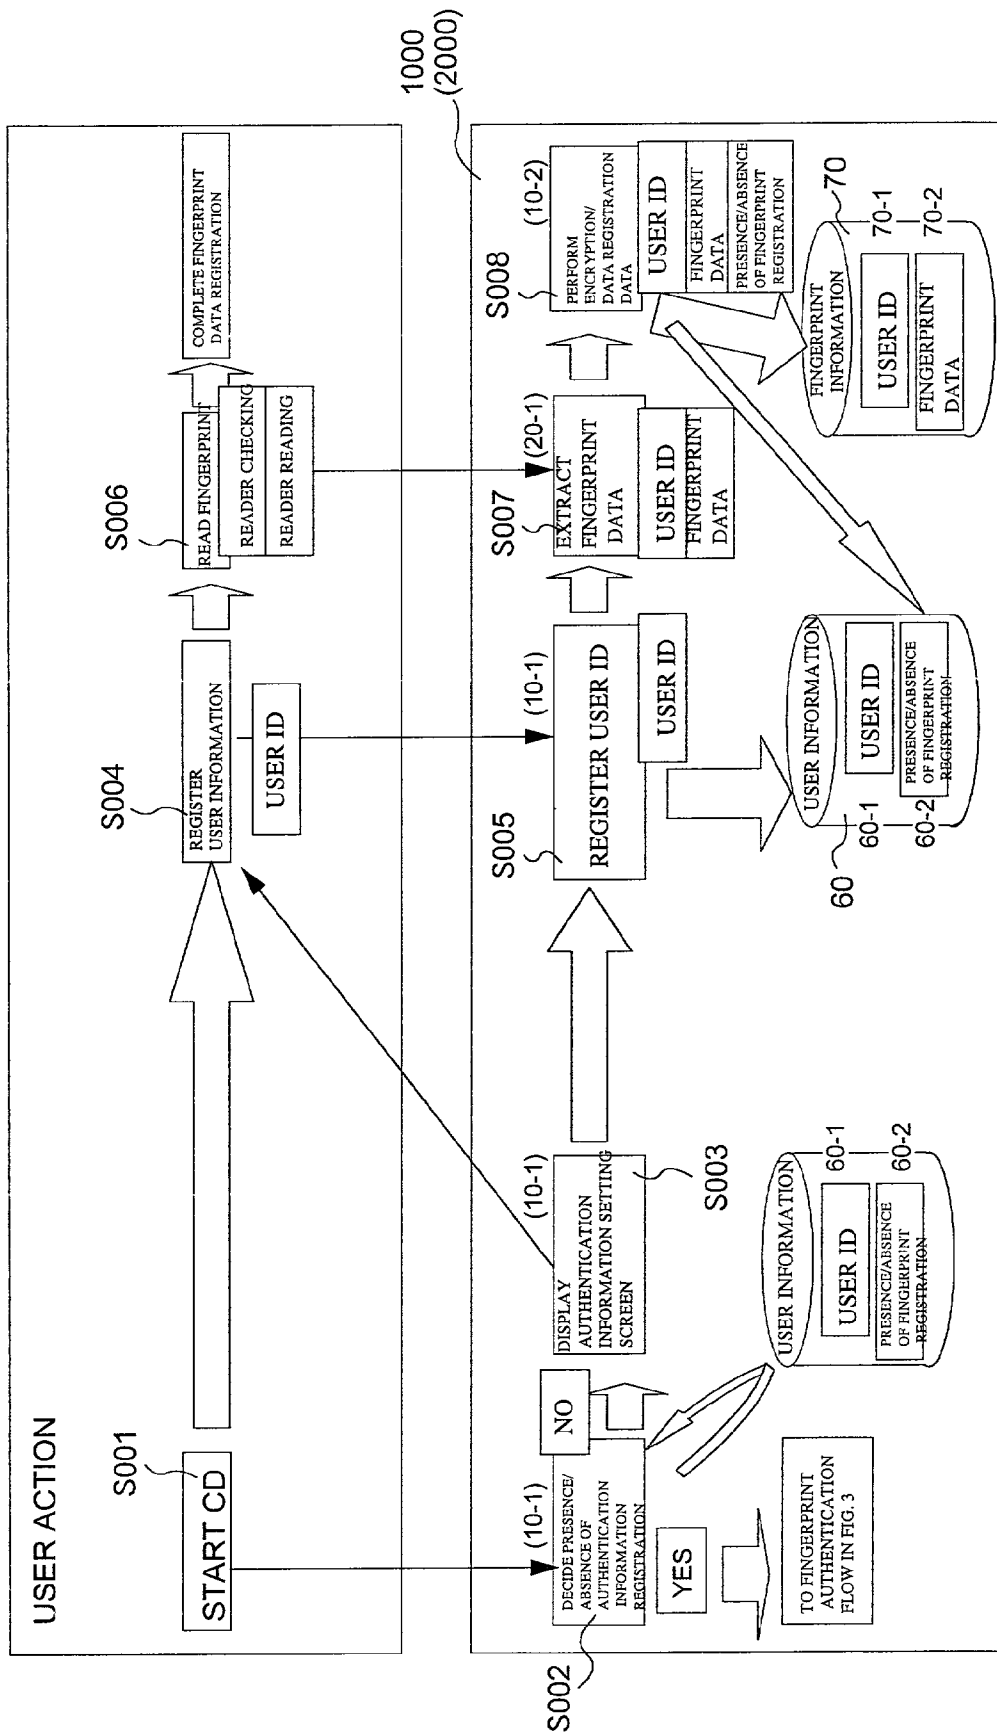 USER ACTION
S001
START CD
S004
REGISTER
USER INFORMATION
USER ID
S006
READ FINGERPRINT
READER CHECKING
READER READING
COMPLETE FINGERPRINT
DATA REGISTRATION
1000
(2000)
S002
(10-1)
DECIDE PRESENCE/
ABSENCE OF
AUTHENTICATION
INFORMATION
REGISTRATION
NO
YES
TO FINGERPRINT
AUTHENTICATION
FLOW IN FIG. 3
(10-1)
DISPLAY
AUTHENTICATION
INFORMATION SETTING
SCREEN
S003
USER INFORMATION
60-1
USER ID
60-2
PRESENCE/ABSENCE
OF FINGERPRINT
REGISTRATION
S005
(10-1)
REGISTER USER ID
USER ID
60
USER INFORMATION
60-1
USER ID
60-2
PRESENCE/ABSENCE
OF FINGERPRINT
REGISTRATION
S007
(20-1)
EXTRACT
FINGERPRINT
DATA
USER ID
FINGERPRINT
DATA
S008
(10-2)
PERFORM
ENCRYPTION/
DATA REGISTRATION
DATA
USER ID
FINGERPRINT
DATA
PRESENCE/ABSENCE
OF FINGERPRINT
REGISTRATION
70
FINGERPRINT
INFORMATION
70-1
USER ID
70-2
FINGERPRINT
DATA